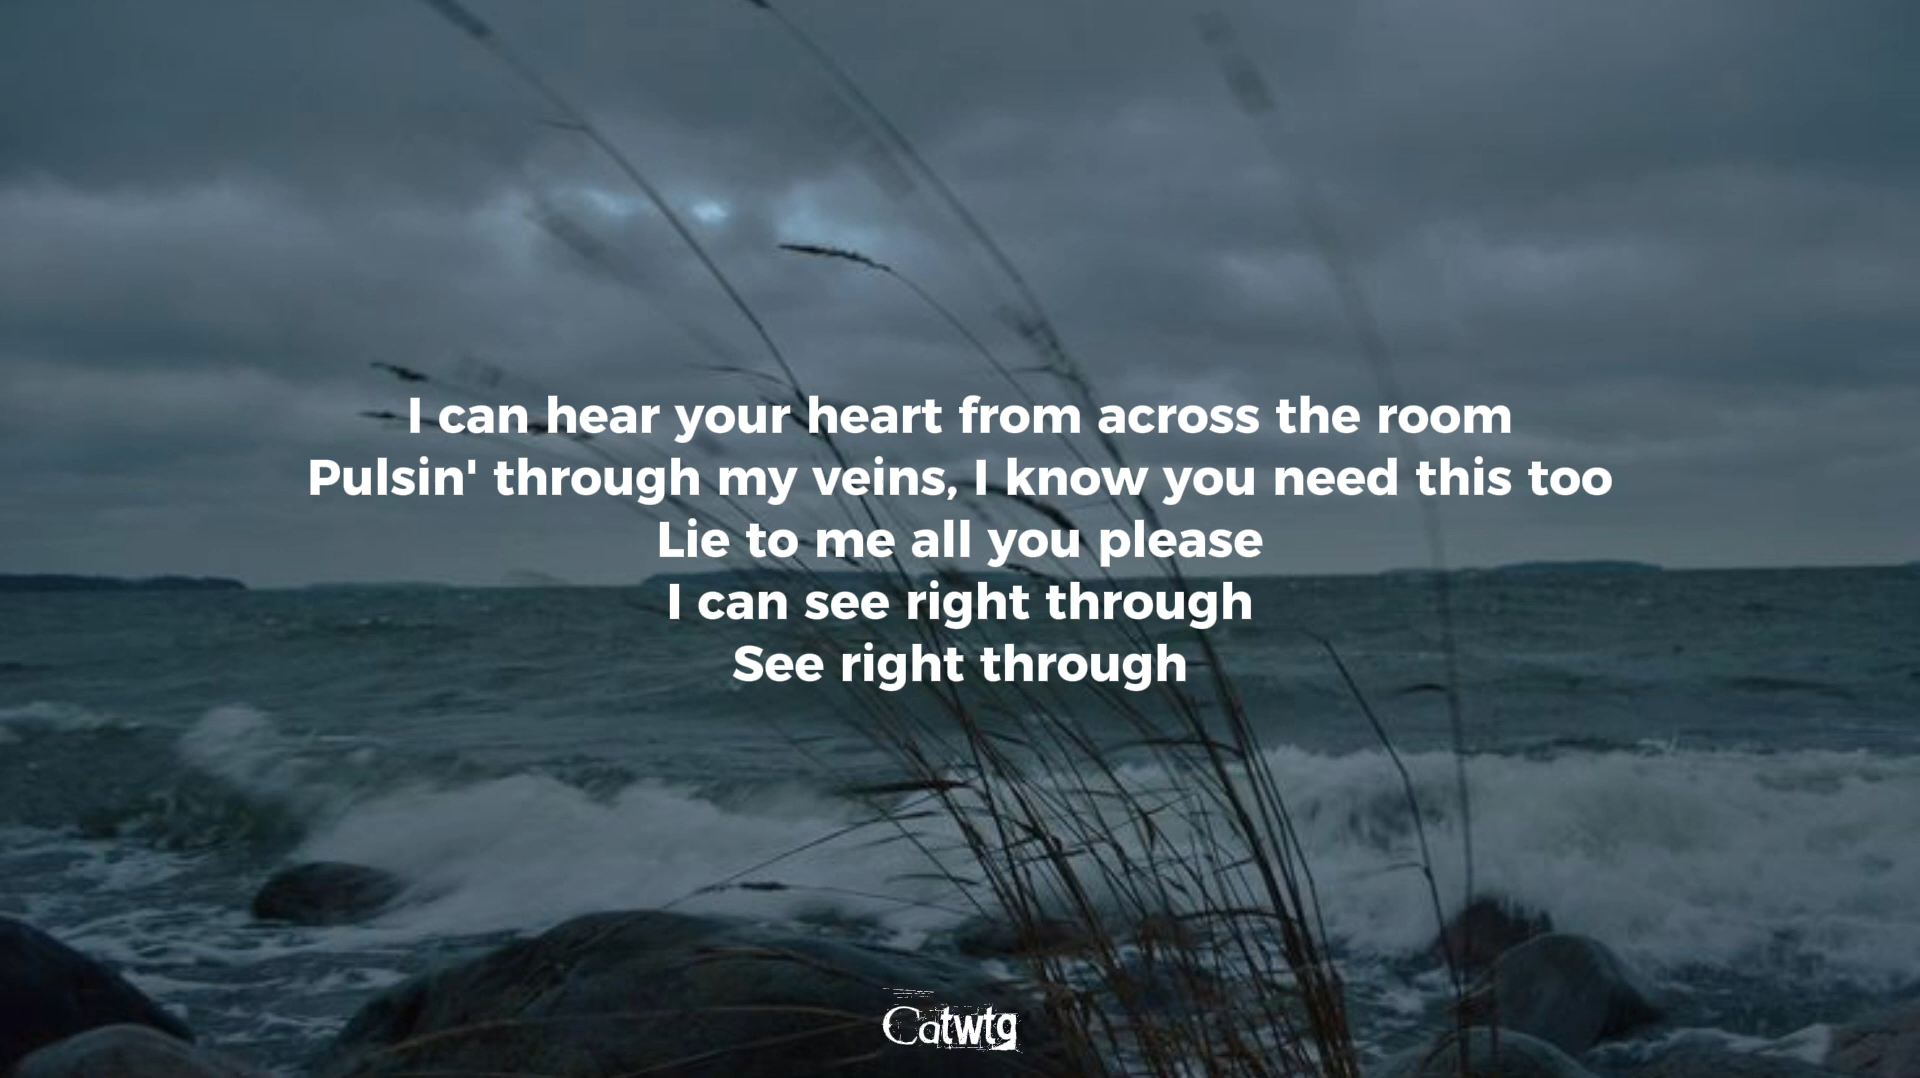 I can hear your heart from across the room
Pulsin' through my veins, I know you need this too
Lie to me all you please
I can see right through
See right through
Catwtg